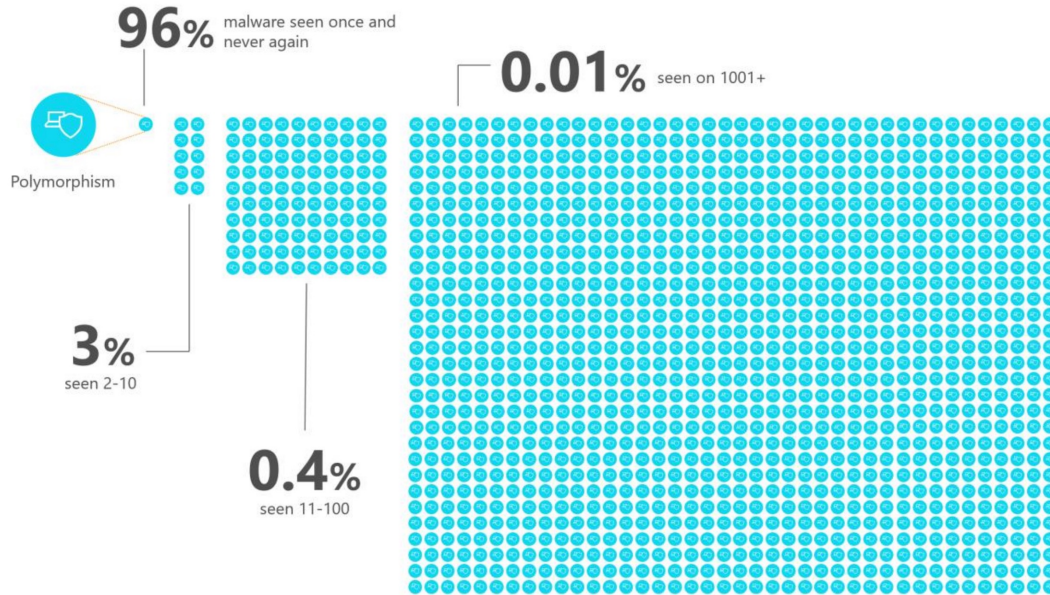 96% malware seen once and
never again
0.01% seen on 1001+
Polymorphism
3%
seen 2-10
0.4%
seen 11-100